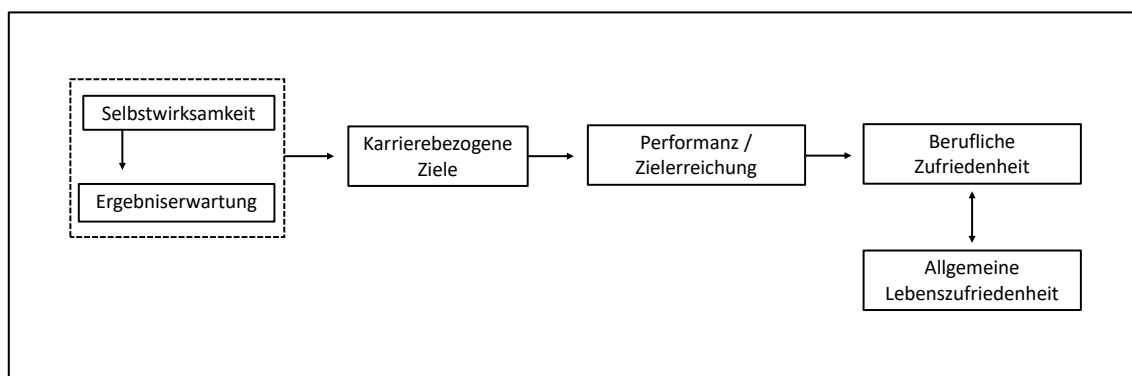 Selbstwirksamkeit
Ergebniserwartung
Karrierebezogene
Ziele
Performanz /
Zielerreichung
Berufliche
Zufriedenheit
Allgemeine
Lebenszufriedenheit